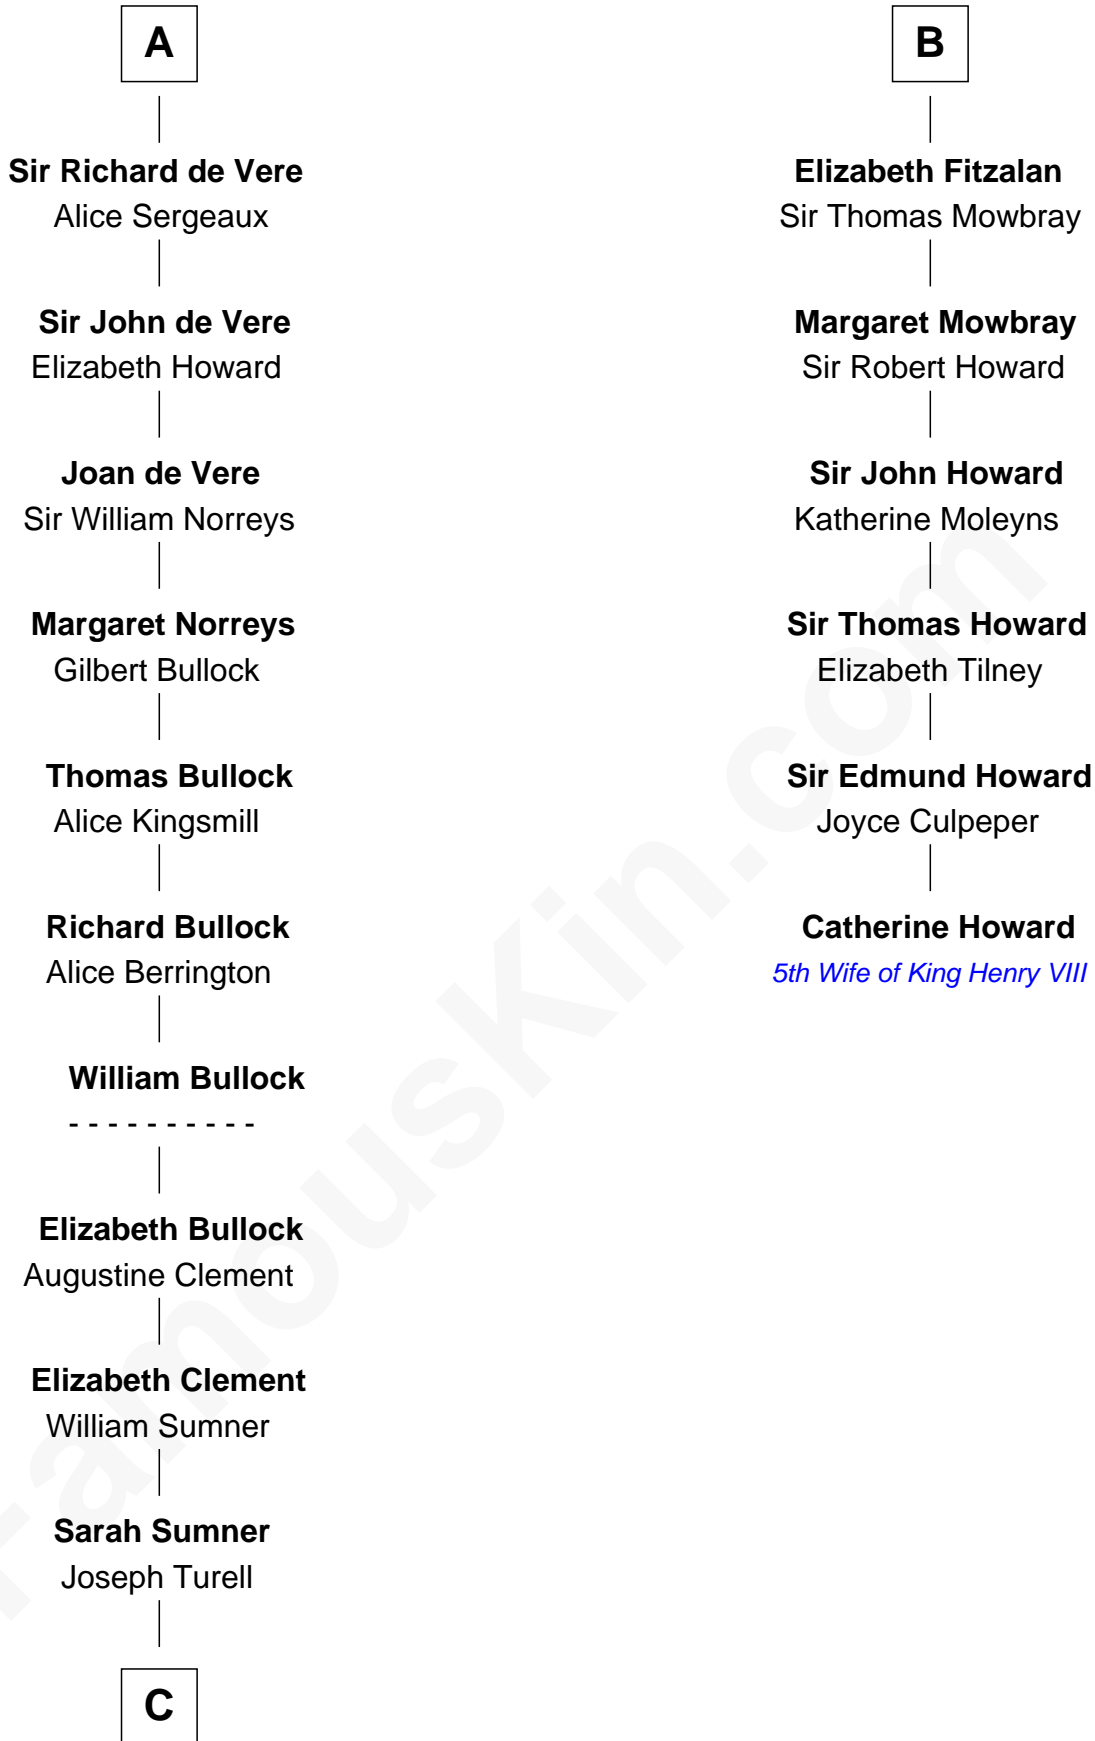 A
Sir Richard de Vere
Alice Sergeaux
Sir John de Vere
Elizabeth Howard
Joan de Vere
Sir William Norreys
Margaret Norreys
Gilbert Bullock
Thomas Bullock
Alice Kingsmill
Richard Bullock
Alice Berrington
William Bullock
- - - - - - - - - -
Elizabeth Bullock
Augustine Clement
Elizabeth Clement
William Sumner
Sarah Sumner
Joseph Turell
C
B
Elizabeth Fitzalan
Sir Thomas Mowbray
Margaret Mowbray
Sir Robert Howard
Sir John Howard
Katherine Moleyns
Sir Thomas Howard
Elizabeth Tilney
Sir Edmund Howard
Joyce Culpeper
Catherine Howard
5th Wife of King Henry VIII
FamousKin.com